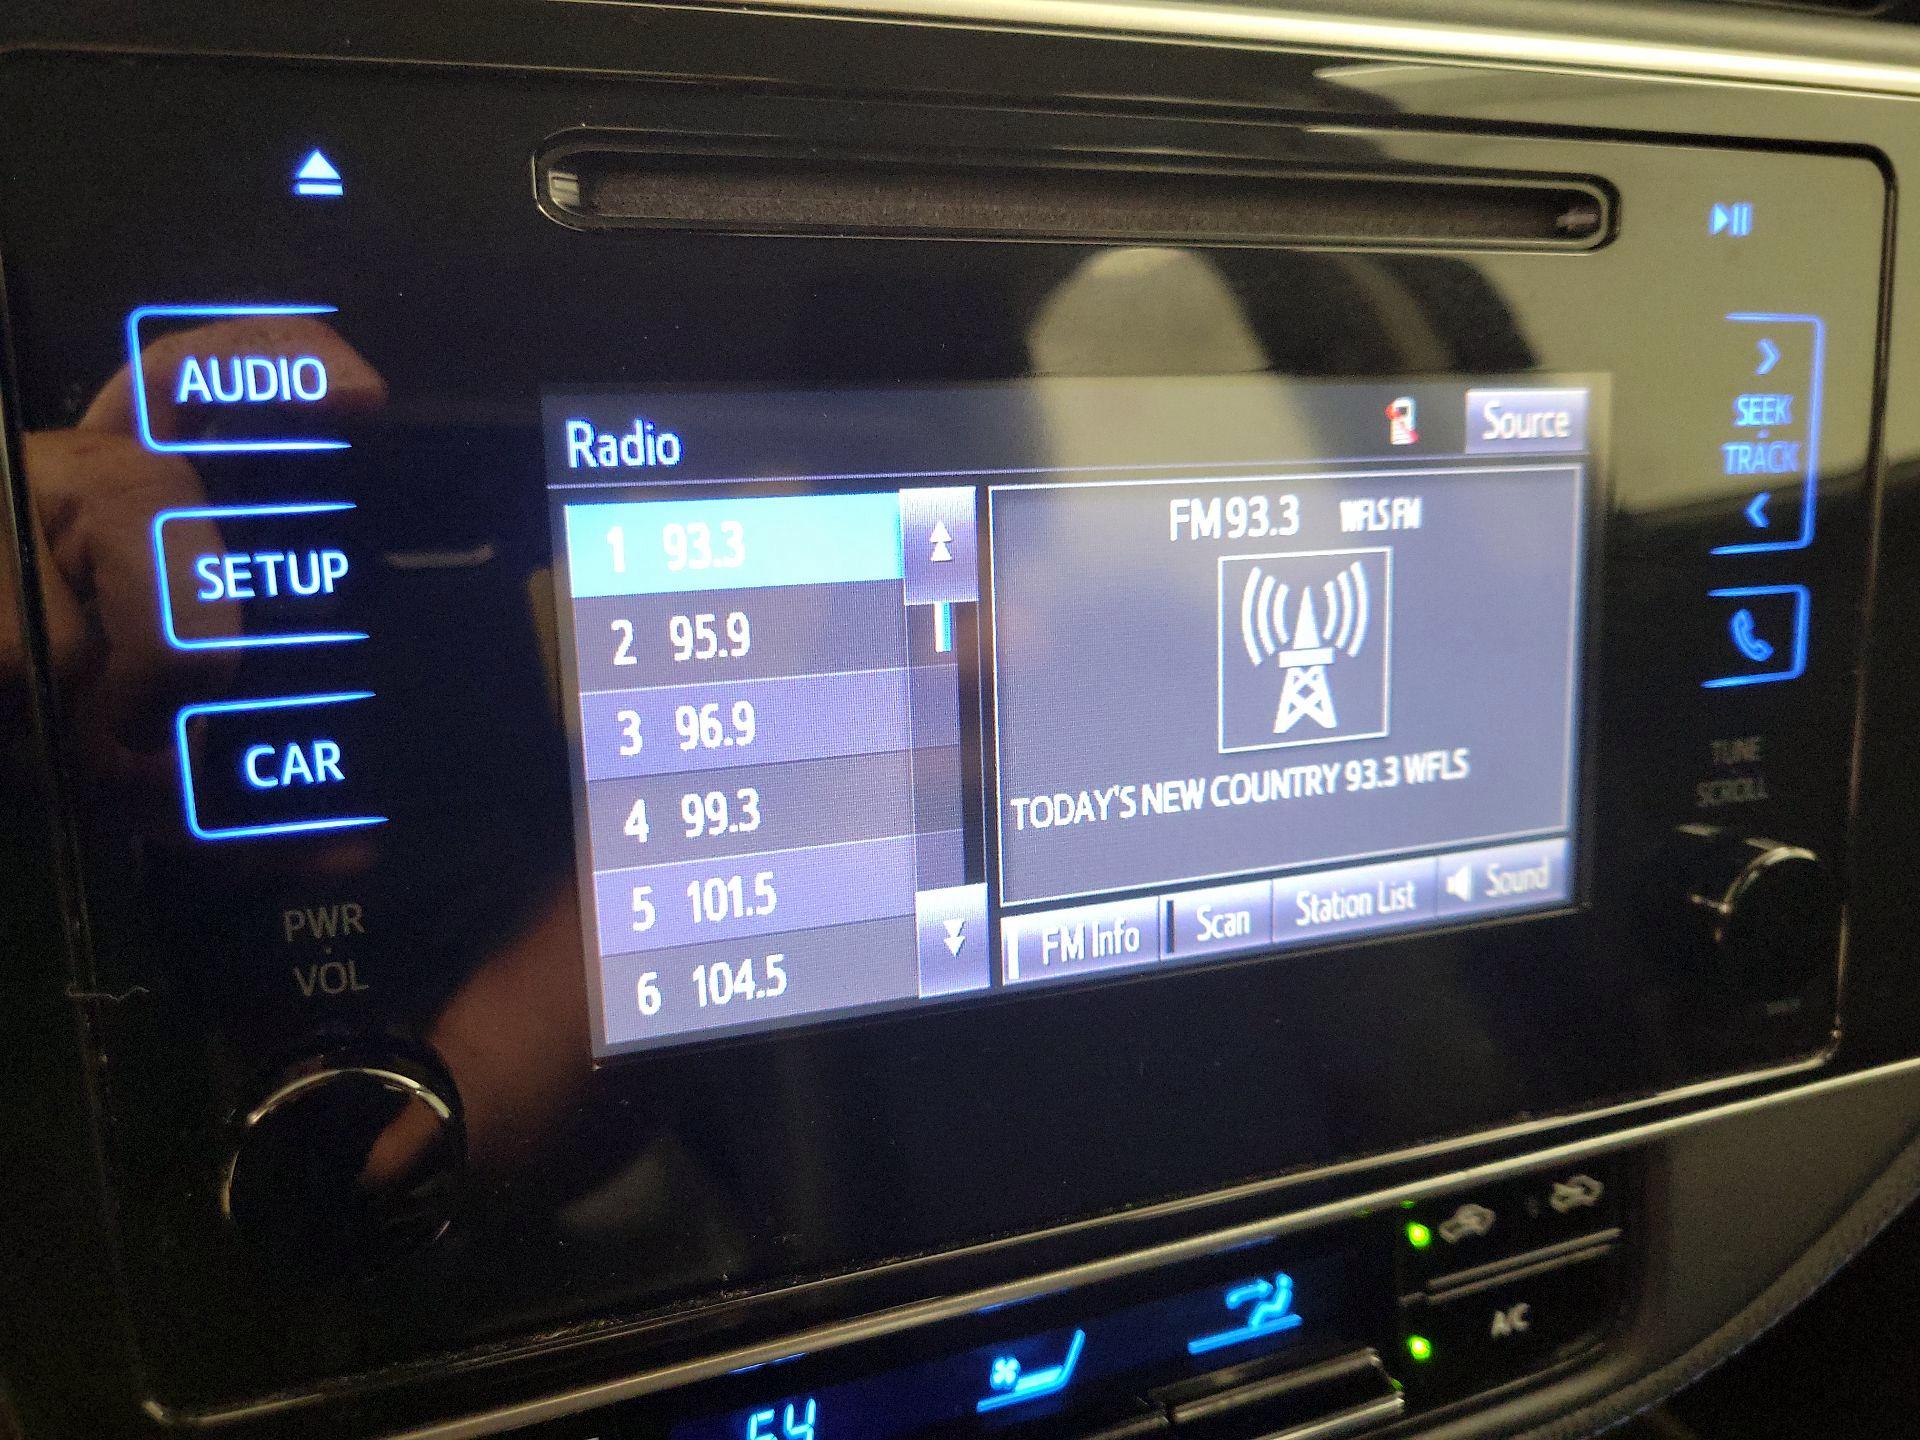 AUDIO
SETUP
CAR
PWR
VOL
Radio
Source
1 93.3
2 95.9
3 96.9
4 99.3
5 101.5
6 104.5
FM 93.3 WFLS FM
TODAY'S NEW COUNTRY 93.3 WFLS
FM Info
Scan
Station List
Sound
SEEK
TRACK
TUNE
SCROLL
A/C